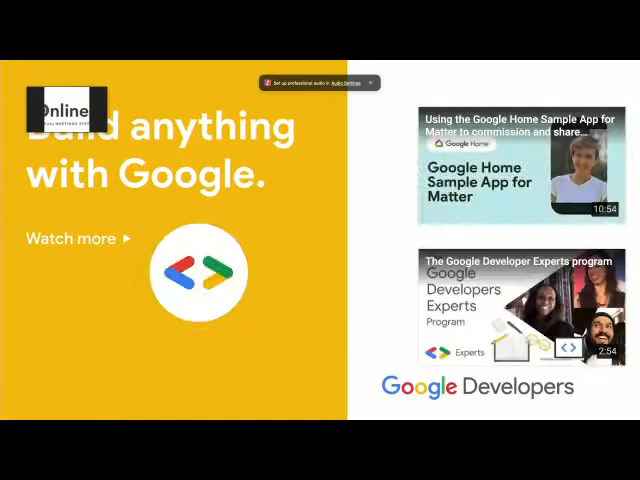 Set up professional audio in Audio Settings
Online
Build anything
with Google.
Watch more
Using the Google Home Sample App for
Matter to commission and share...
Google Home
Google Home
Sample App for
Matter
10:54
The Google Developer Experts program
Google
Developers
Experts
Program
Experts
2:54
Google Developers